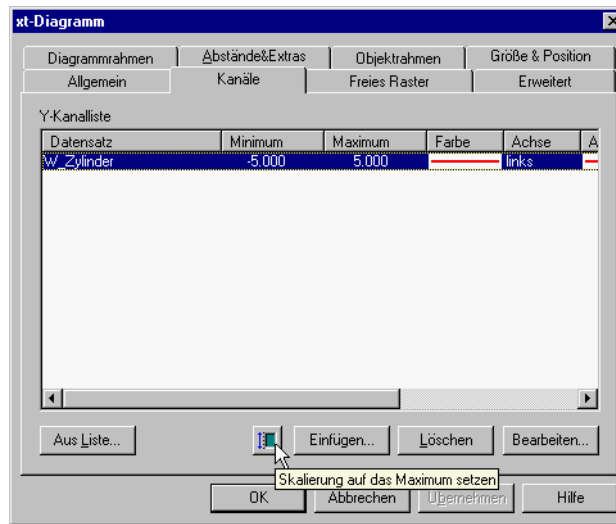 xt-Diagramm
Diagrammrahmen Abstände&Extras Objektrahmen Größe & Position
Allgemein Kanäle Freies Raster Erweitert
Y-Kanalliste
Datensatz Minimum Maximum Farbe Achse A
W_Zylinder -5.000 5.000 links
Aus Liste... Einfügen... Löschen Bearbeiten...
Skalierung auf das Maximum setzen
OK Abbrechen Übernehmen Hilfe